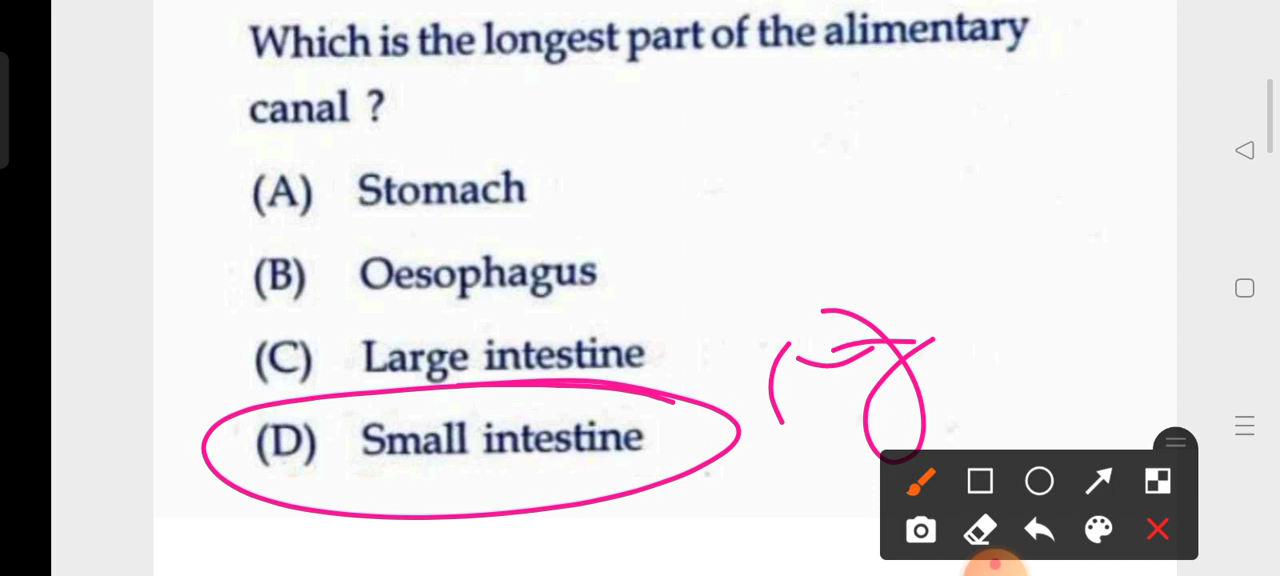 Which is the longest part of the alimentary
canal ?
(A) Stomach
(B) Oesophagus
(C) Large intestine
(D) Small intestine